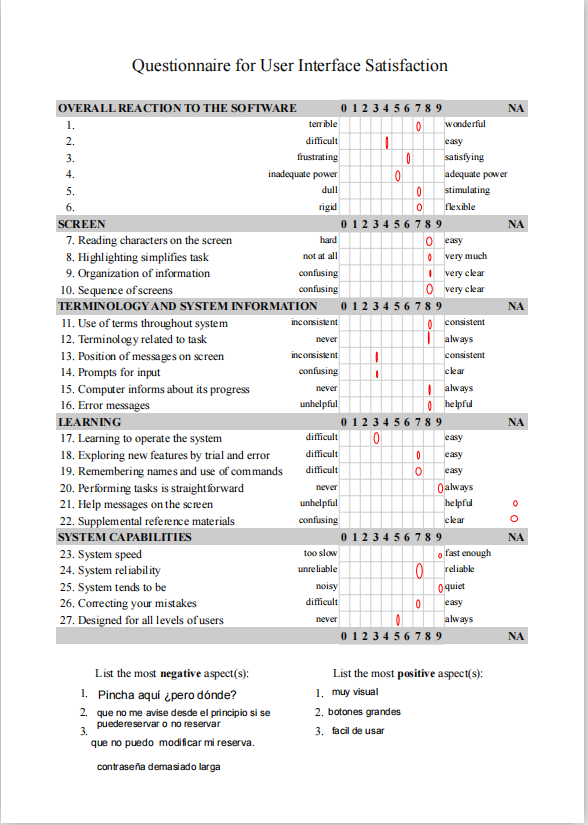 Questionnaire for User Interface Satisfaction
OVERALL REACTION TO THE SOFTWARE 0 1 2 3 4 5 6 7 8 9 NA
1. terrible wonderful
2. difficult easy
3. frustrating satisfying
4. inadequate power adequate power
5. dull stimulating
6. rigid flexible
SCREEN 0 1 2 3 4 5 6 7 8 9 NA
7. Reading characters on the screen hard easy
8. Highlighting simplifies task not at all very much
9. Organization of information confusing very clear
10. Sequence of screens confusing very clear
TERMINOLOGY AND SYSTEM INFORMATION 0 1 2 3 4 5 6 7 8 9 NA
11. Use of terms throughout system inconsistent consistent
12. Terminology related to task never always
13. Position of messages on screen inconsistent consistent
14. Prompts for input confusing clear
15. Computer informs about its progress never always
16. Error messages unhelpful helpful
LEARNING 0 1 2 3 4 5 6 7 8 9 NA
17. Learning to operate the system difficult easy
18. Exploring new features by trial and error difficult easy
19. Remembering names and use of commands difficult easy
20. Performing tasks is straightforward never always
21. Help messages on the screen unhelpful helpful
22. Supplemental reference materials confusing clear
SYSTEM CAPABILITIES 0 1 2 3 4 5 6 7 8 9 NA
23. System speed too slow fast enough
24. System reliability unreliable reliable
25. System tends to be noisy quiet
26. Correcting your mistakes difficult easy
27. Designed for all levels of users never always
0 1 2 3 4 5 6 7 8 9 NA
List the most negative aspect(s): List the most positive aspect(s):
1. Pincha aquí ¿pero dónde? 1. muy visual
2. que no me avise desde el principio si se 2. botones grandes
puedereservar o no reservar
3. 3. facil de usar
que no puedo modificar mi reserva.
contraseña demasiado larga